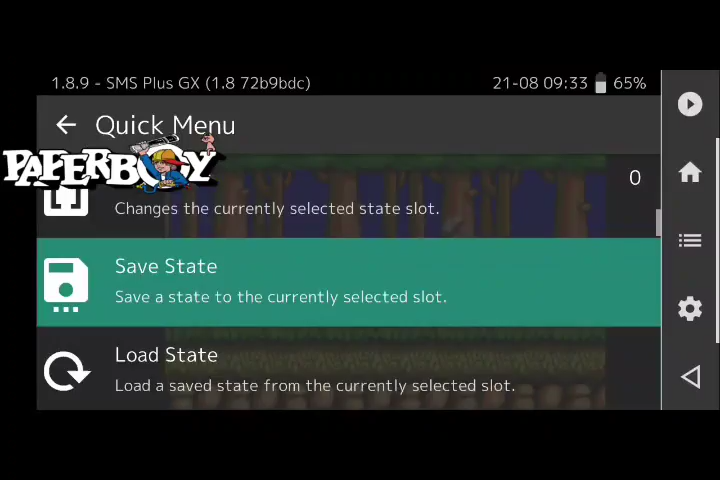 1.8.9 - SMS Plus GX (1.8 72b9bdc) 21-08 09:33 65%
Quick Menu
PAPERBOY
0
Changes the currently selected state slot.
Save State
Save a state to the currently selected slot.
Load State
Load a saved state from the currently selected slot.